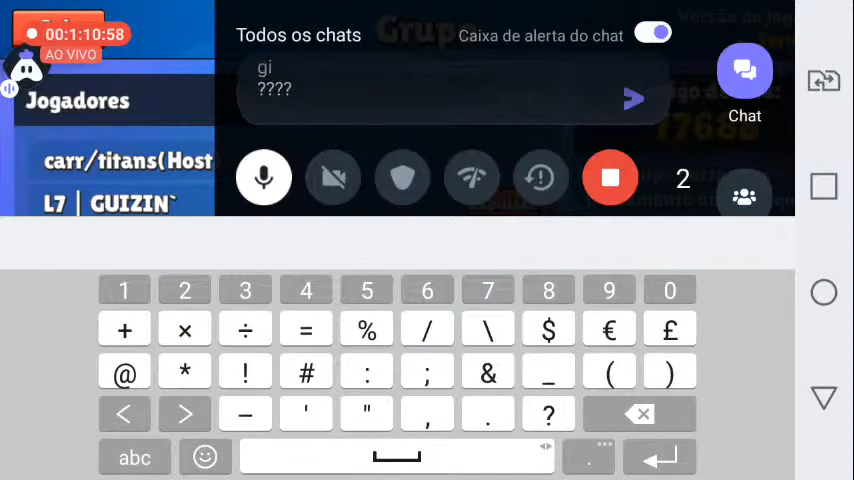 00:1:10:58
AO VIVO
Todos os chats
Caixa de alerta do chat
Grupo
gi
????
Chat
Jogadores
carr/titans(Host
L7 | GUIZIN`
2
1 2 3 4 5 6 7 8 9 0
+ × ÷ = % / \ $ € £
@ * ! # : ; & _ ( )
< > – ' " , . ?
abc .